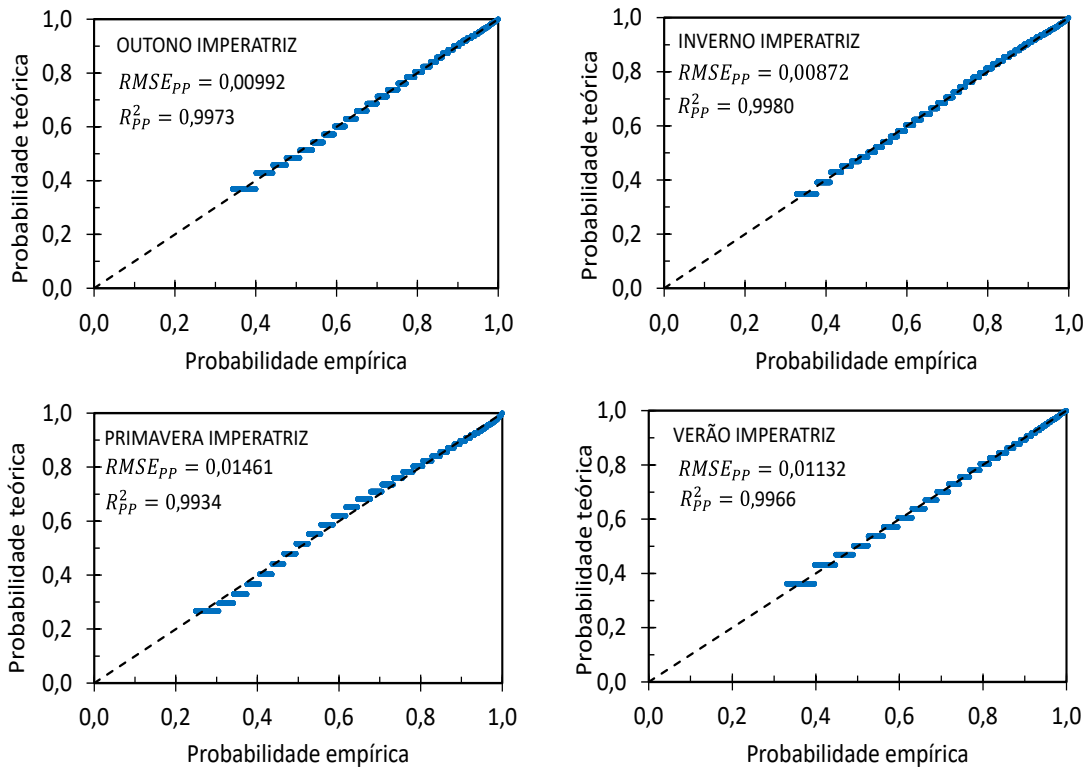 OUTONO IMPERATRIZ
RMSE_PP = 0,00992
R²_PP = 0,9973
Probabilidade teórica
1,0
0,8
0,6
0,4
0,2
0,0
0,0 0,2 0,4 0,6 0,8 1,0
Probabilidade empírica
INVERNO IMPERATRIZ
RMSE_PP = 0,00872
R²_PP = 0,9980
Probabilidade teórica
1,0
0,8
0,6
0,4
0,2
0,0
0,0 0,2 0,4 0,6 0,8 1,0
Probabilidade empírica
PRIMAVERA IMPERATRIZ
RMSE_PP = 0,01461
R²_PP = 0,9934
Probabilidade teórica
1,0
0,8
0,6
0,4
0,2
0,0
0,0 0,2 0,4 0,6 0,8 1,0
Probabilidade empírica
VERÃO IMPERATRIZ
RMSE_PP = 0,01132
R²_PP = 0,9966
Probabilidade teórica
1,0
0,8
0,6
0,4
0,2
0,0
0,0 0,2 0,4 0,6 0,8 1,0
Probabilidade empírica